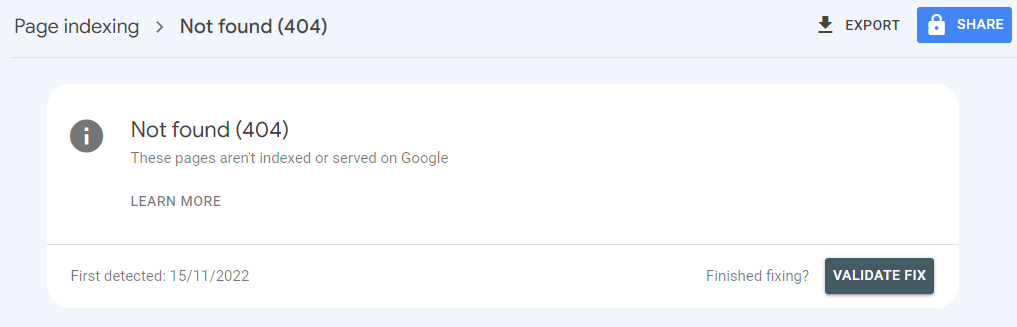 Page indexing > Not found (404)
EXPORT
SHARE
Not found (404)
These pages aren't indexed or served on Google
LEARN MORE
First detected: 15/11/2022
Finished fixing?
VALIDATE FIX